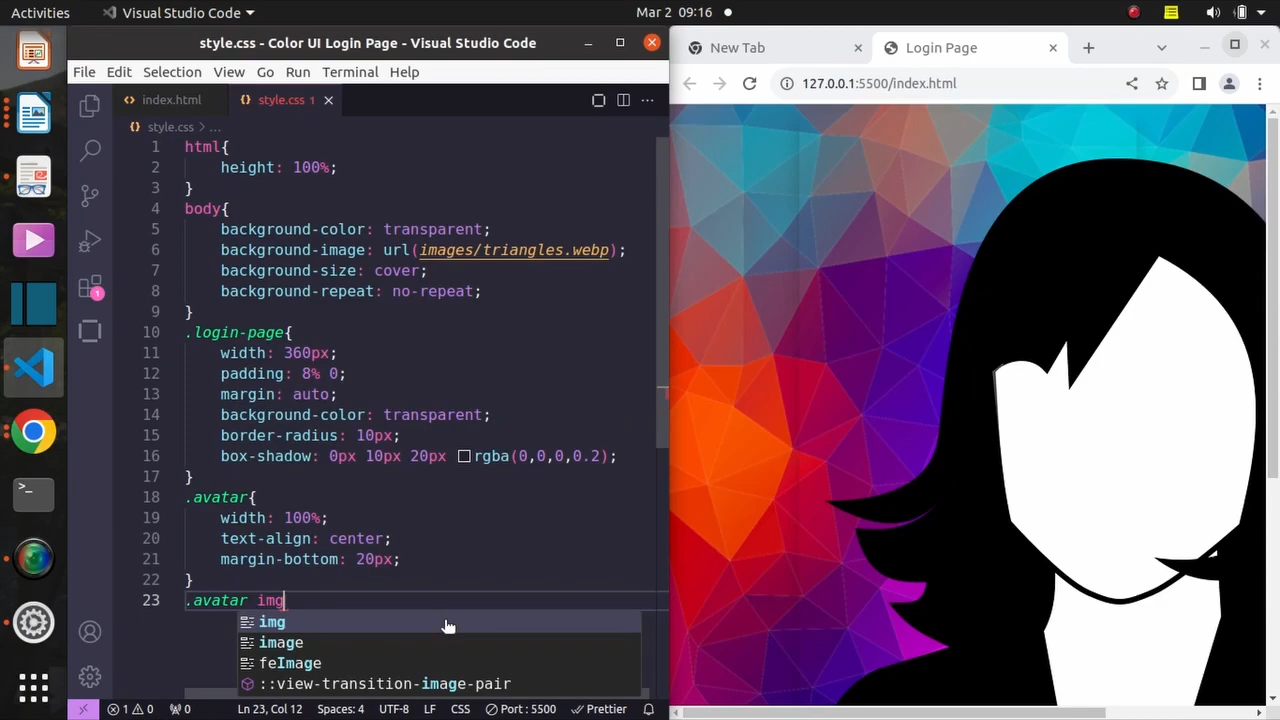 Activities
Visual Studio Code
Mar 2 09:16
style.css - Color UI Login Page - Visual Studio Code
File Edit Selection View Go Run Terminal Help
index.html
style.css 1
style.css > ...
1 html{
2 height: 100%;
3 }
4 body{
5 background-color: transparent;
6 background-image: url(images/triangles.webp);
7 background-size: cover;
8 background-repeat: no-repeat;
9 }
10 .login-page{
11 width: 360px;
12 padding: 8% 0;
13 margin: auto;
14 background-color: transparent;
15 border-radius: 10px;
16 box-shadow: 0px 10px 20px rgba(0,0,0,0.2);
17 }
18 .avatar{
19 width: 100%;
20 text-align: center;
21 margin-bottom: 20px;
22 }
23 .avatar img
img
image
feImage
::view-transition-image-pair
1
1 0 0 Ln 23, Col 12 Spaces: 4 UTF-8 LF CSS Port : 5500 Prettier
New Tab
Login Page
127.0.0.1:5500/index.html